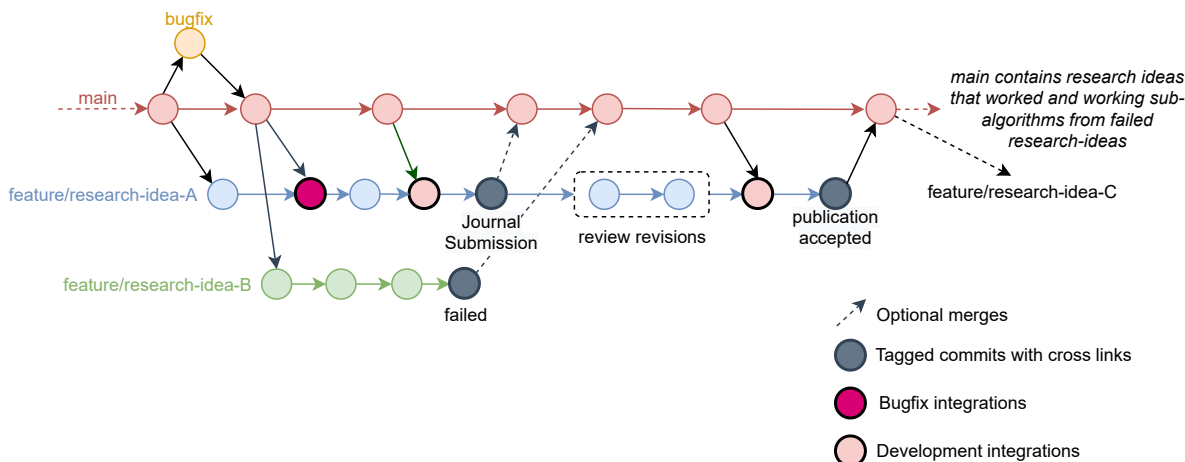 bugfix
main
main contains research ideas
that worked and working sub-
algorithms from failed
research-ideas
feature/research-idea-A
feature/research-idea-C
Journal
Submission
review revisions
publication
accepted
feature/research-idea-B
failed
Optional merges
Tagged commits with cross links
Bugfix integrations
Development integrations